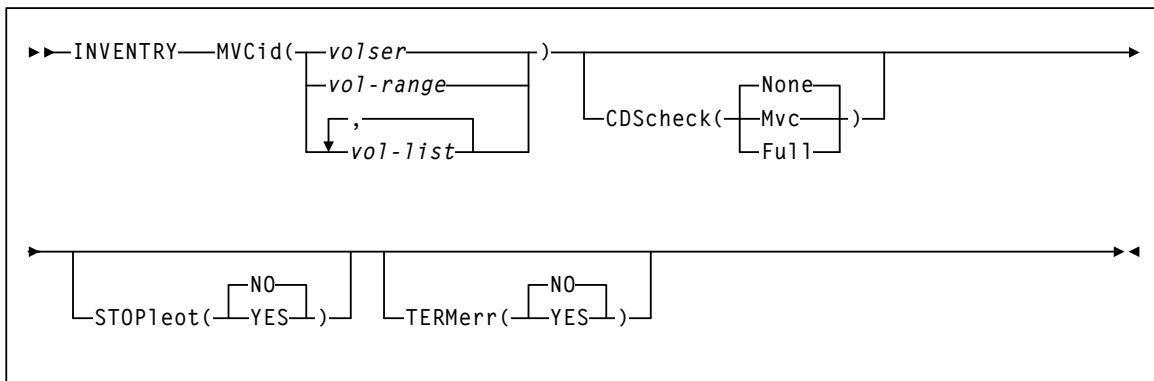 INVENTRY MVCid( volser )
vol-range
,
vol-list
CDScheck( None )
Mvc
Full
STOPleot( NO )
YES
TERMerr( NO )
YES